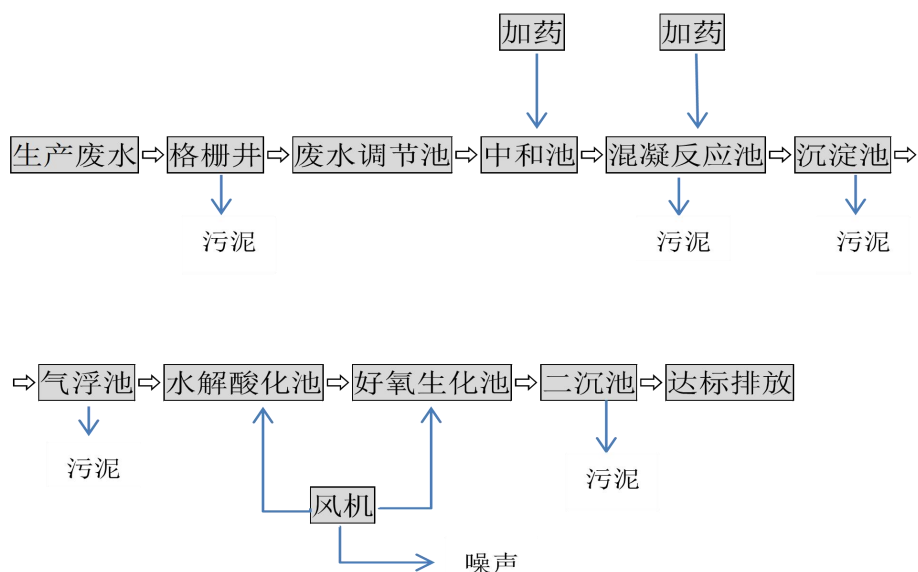 加药 加药
生产废水 格栅井 废水调节池 中和池 混凝反应池 沉淀池
污泥 污泥 污泥
气浮池 水解酸化池 好氧生化池 二沉池 达标排放
污泥 污泥
风机
噪声